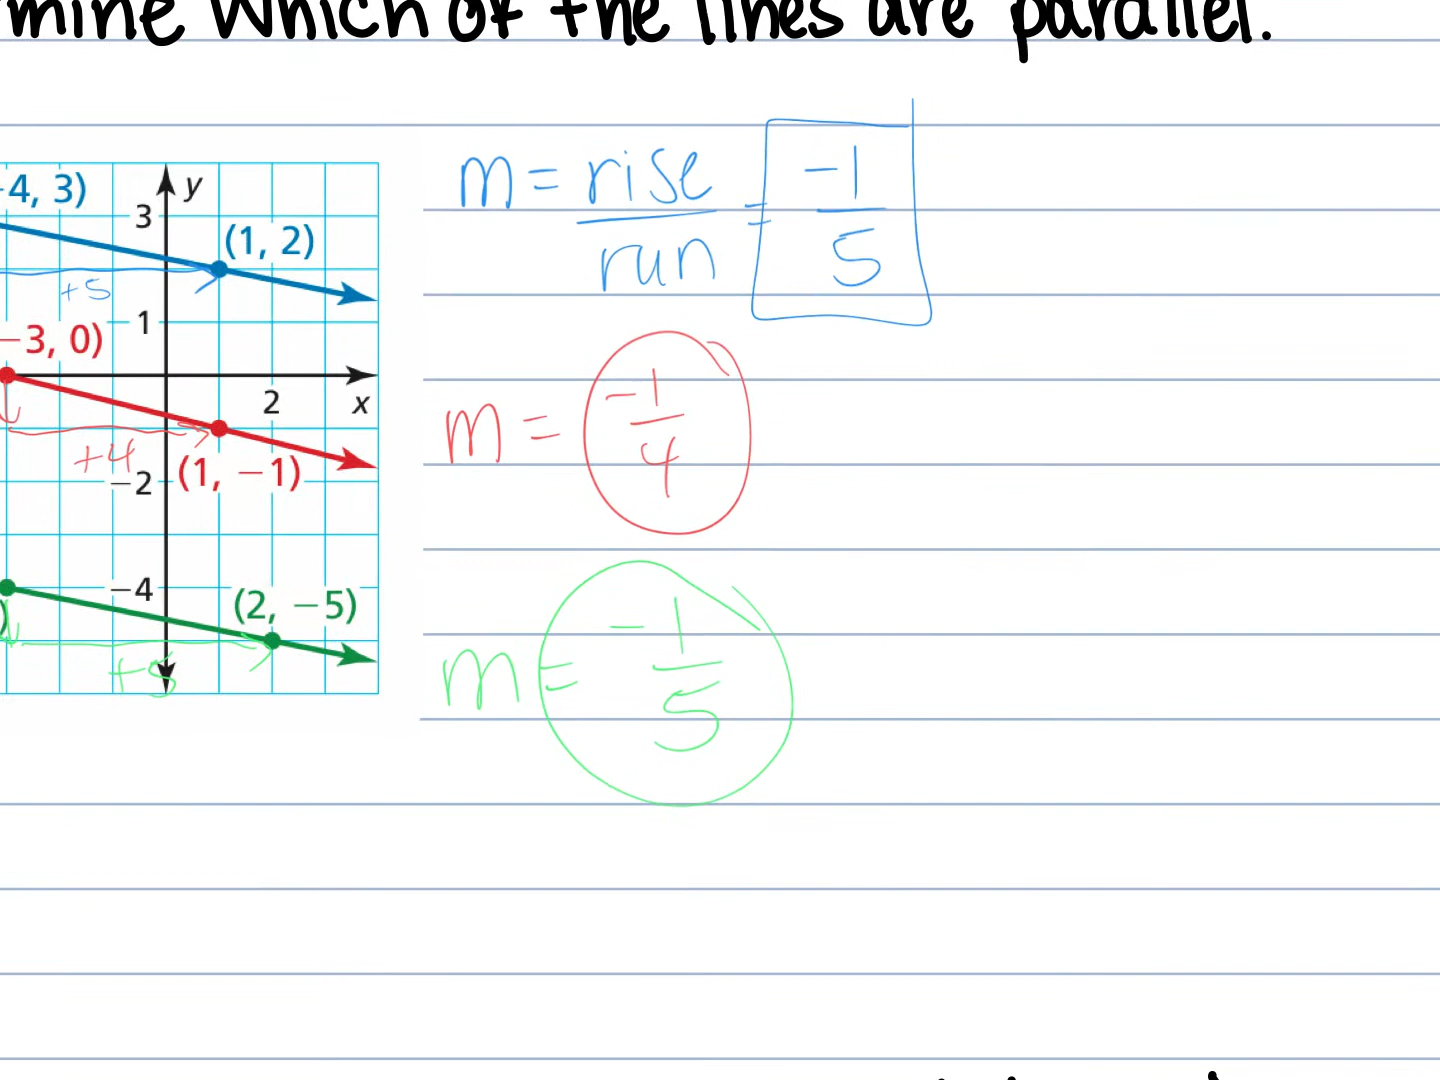 mine which of the lines are parallel.
4, 3)
y
3
(1, 2)
+5
1
−3, 0)
2
x
+4
(1, −1)
−2
−4
(2, −5)
)
+5
m = rise/run = -1/5
m = -1/4
m = -1/5